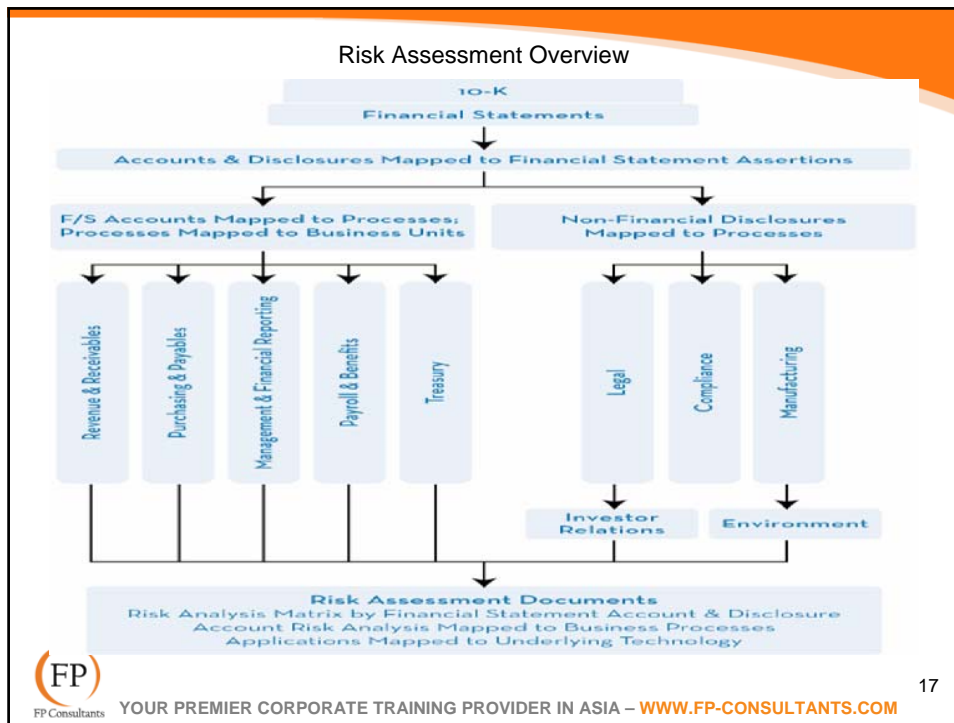 Risk Assessment Overview
10-K
Financial Statements
Accounts & Disclosures Mapped to Financial Statement Assertions
F/S Accounts Mapped to Processes;
Processes Mapped to Business Units
Non-Financial Disclosures
Mapped to Processes
Revenue & Receivables
Purchasing & Payables
Management & Financial Reporting
Payroll & Benefits
Treasury
Legal
Compliance
Manufacturing
Investor
Relations
Environment
Risk Assessment Documents
Risk Analysis Matrix by Financial Statement Account & Disclosure
Account Risk Analysis Mapped to Business Processes
Applications Mapped to Underlying Technology
FP
FP Consultants
YOUR PREMIER CORPORATE TRAINING PROVIDER IN ASIA – WWW.FP-CONSULTANTS.COM
17